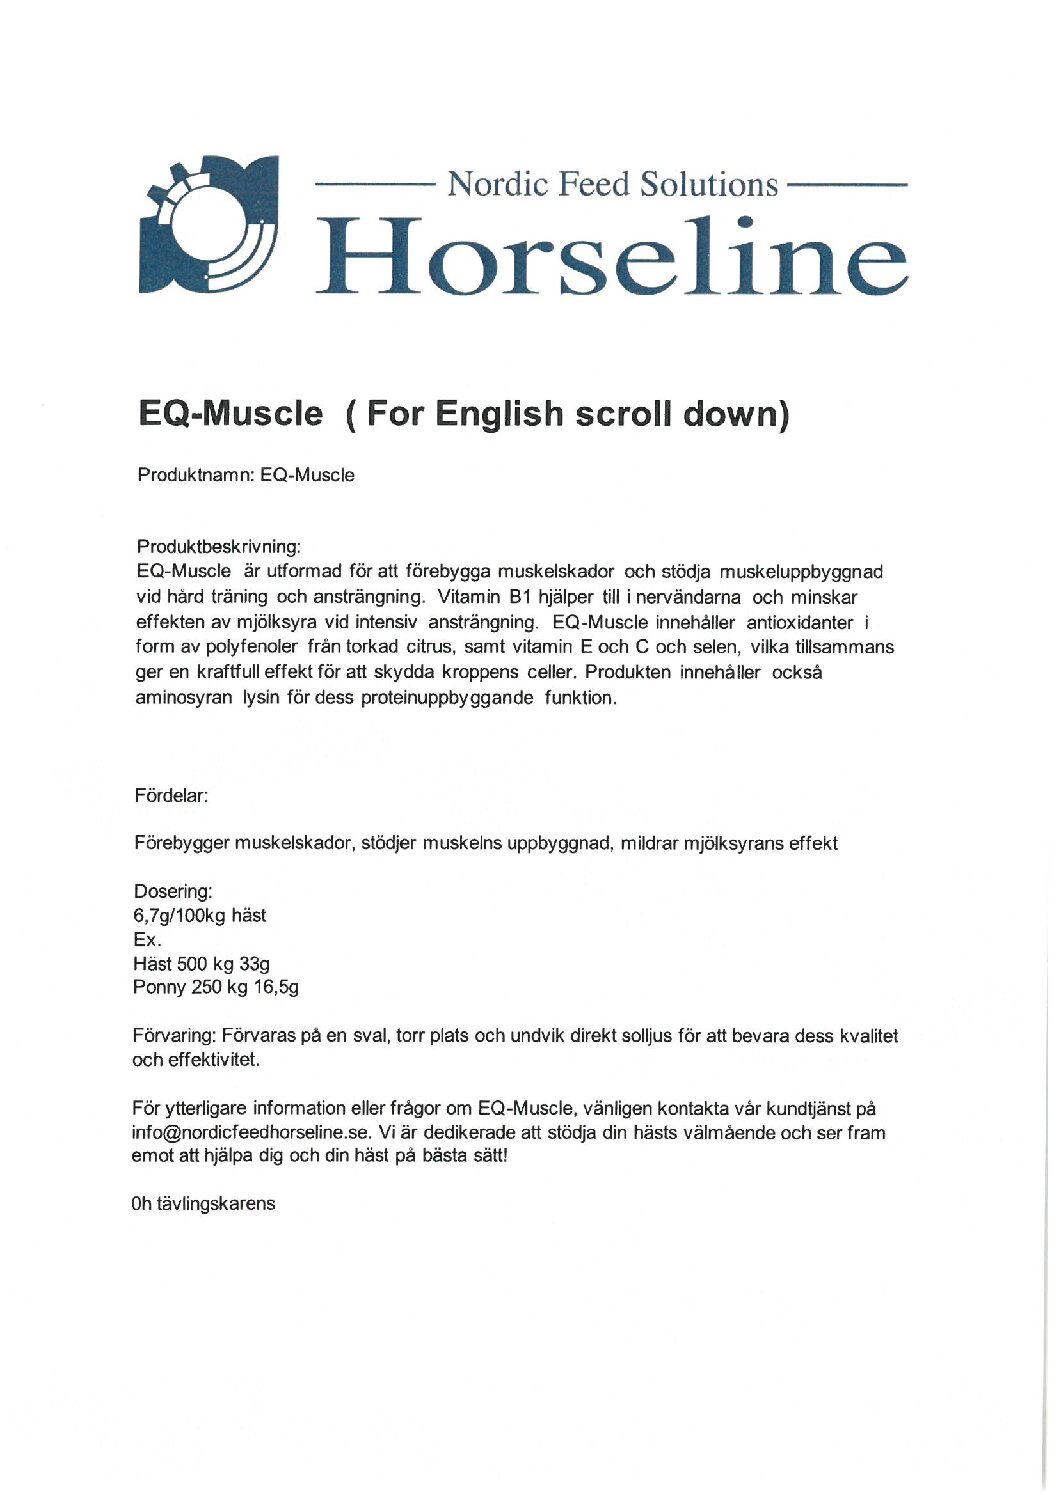 Nordic Feed Solutions
Horseline
EQ-Muscle ( For English scroll down)
Produktnamn: EQ-Muscle
Produktbeskrivning:
EQ-Muscle är utformad för att förebygga muskelskador och stödja muskeluppbyggnad
vid hård träning och ansträngning. Vitamin B1 hjälper till i nervändarna och minskar
effekten av mjölksyra vid intensiv ansträngning. EQ-Muscle innehåller antioxidanter i
form av polyfenoler från torkad citrus, samt vitamin E och C och selen, vilka tillsammans
ger en kraftfull effekt för att skydda kroppens celler. Produkten innehåller också
aminosyran lysin för dess proteinuppbyggande funktion.
Fördelar:
Förebygger muskelskador, stödjer muskelns uppbyggnad, mildrar mjölksyrans effekt
Dosering:
6,7g/100kg häst
Ex.
Häst 500 kg 33g
Ponny 250 kg 16,5g
Förvaring: Förvaras på en sval, torr plats och undvik direkt solljus för att bevara dess kvalitet
och effektivitet.
För ytterligare information eller frågor om EQ-Muscle, vänligen kontakta vår kundtjänst på
info@nordicfeedhorseline.se. Vi är dedikerade att stödja din hästs välmående och ser fram
emot att hjälpa dig och din häst på bästa sätt!
0h tävlingskarens